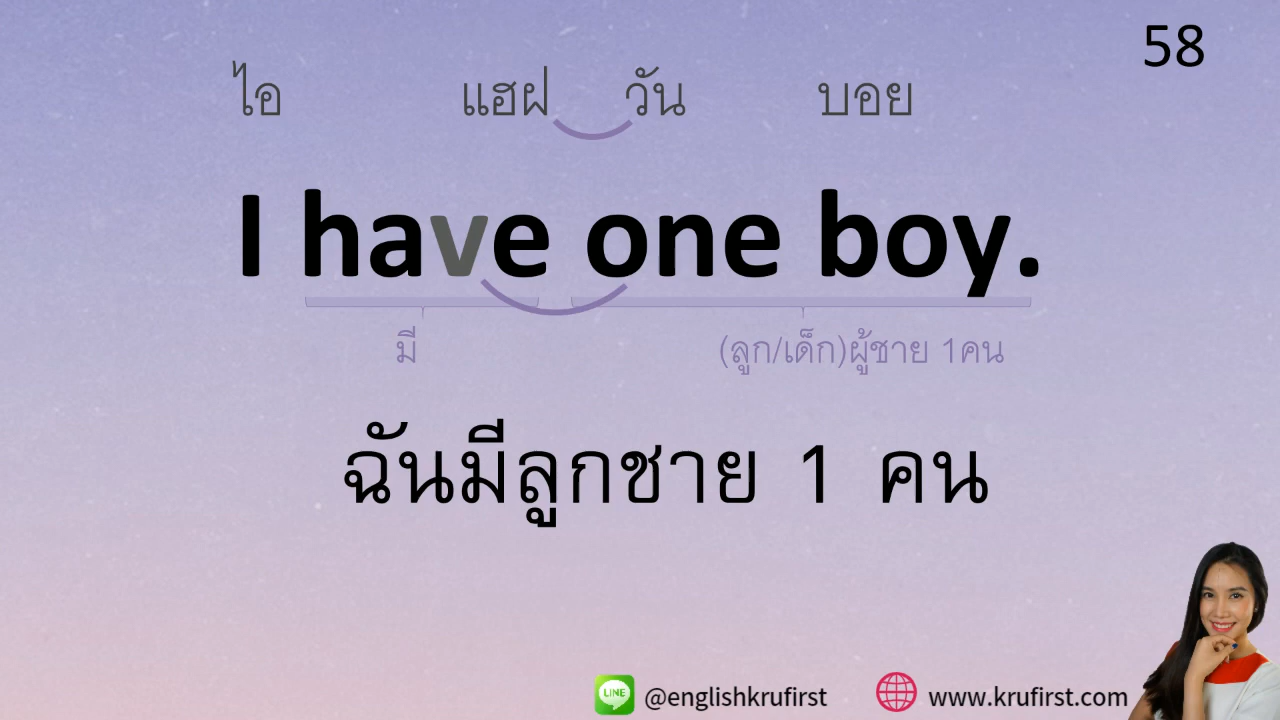 58
ไอ แฮฝ วัน บอย
I have one boy.
มี (ลูก/เด็ก)ผู้ชาย 1คน
ฉันมีลูกชาย 1 คน
LINE @englishkrufirst www.krufirst.com